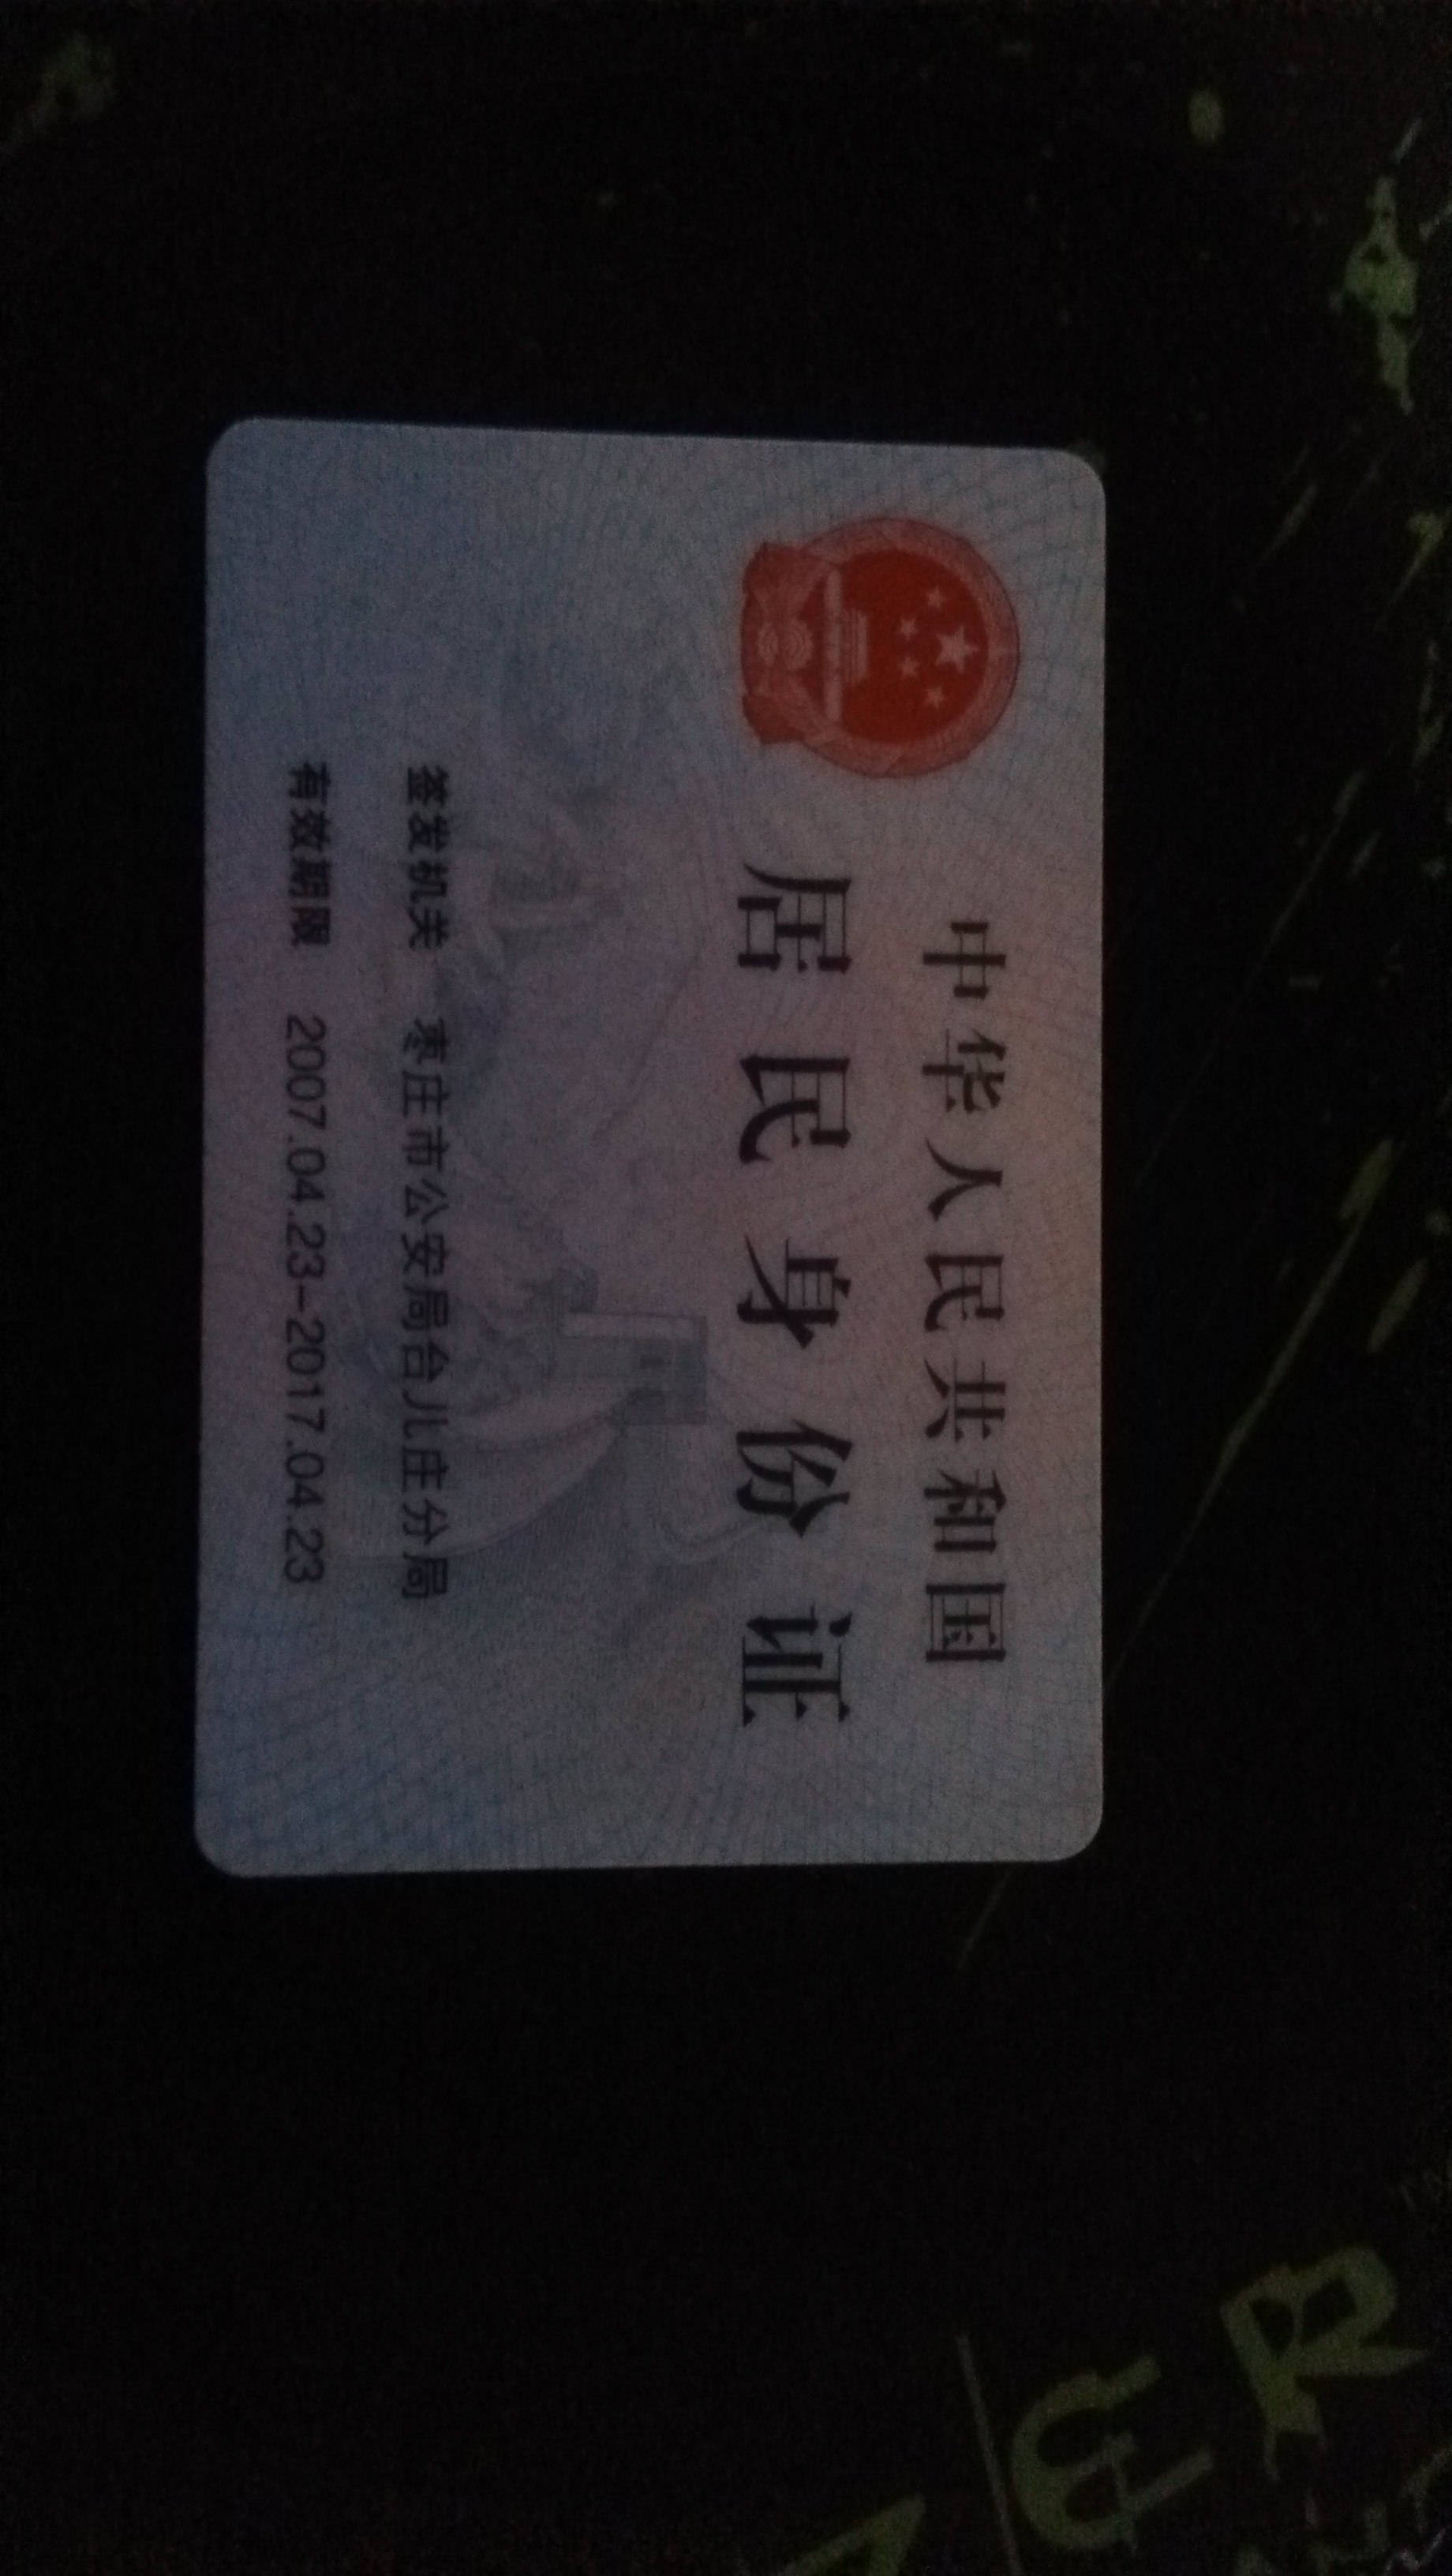 中华人民共和国
居民身份证
签发机关 枣庄市公安局台儿庄分局
有效期限 2007.04.23-2017.04.23